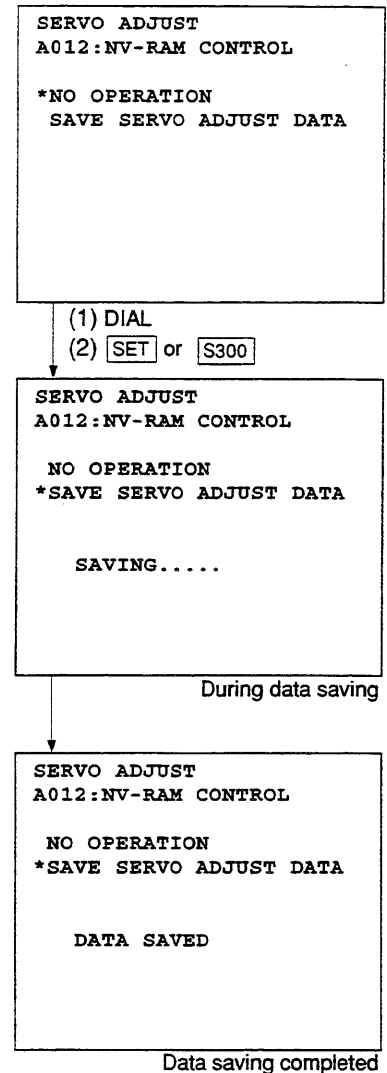 SERVO ADJUST
A012:NV-RAM CONTROL
*NO OPERATION
SAVE SERVO ADJUST DATA
(1) DIAL
(2) SET or S300
SERVO ADJUST
A012:NV-RAM CONTROL
NO OPERATION
*SAVE SERVO ADJUST DATA
SAVING.....
During data saving
SERVO ADJUST
A012:NV-RAM CONTROL
NO OPERATION
*SAVE SERVO ADJUST DATA
DATA SAVED
Data saving completed